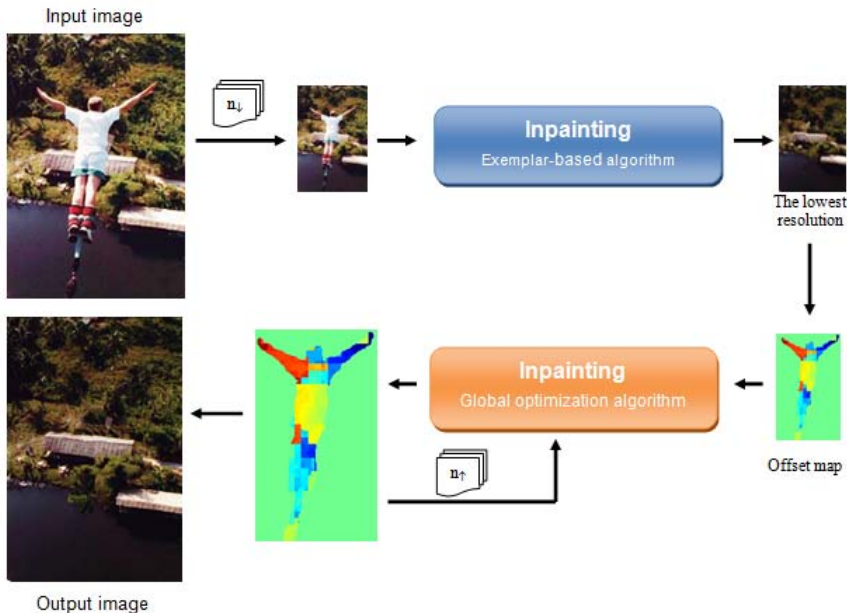 Input image
n↓
Inpainting
Exemplar-based algorithm
The lowest
resolution
Inpainting
Global optimization algorithm
n↑
Offset map
Output image